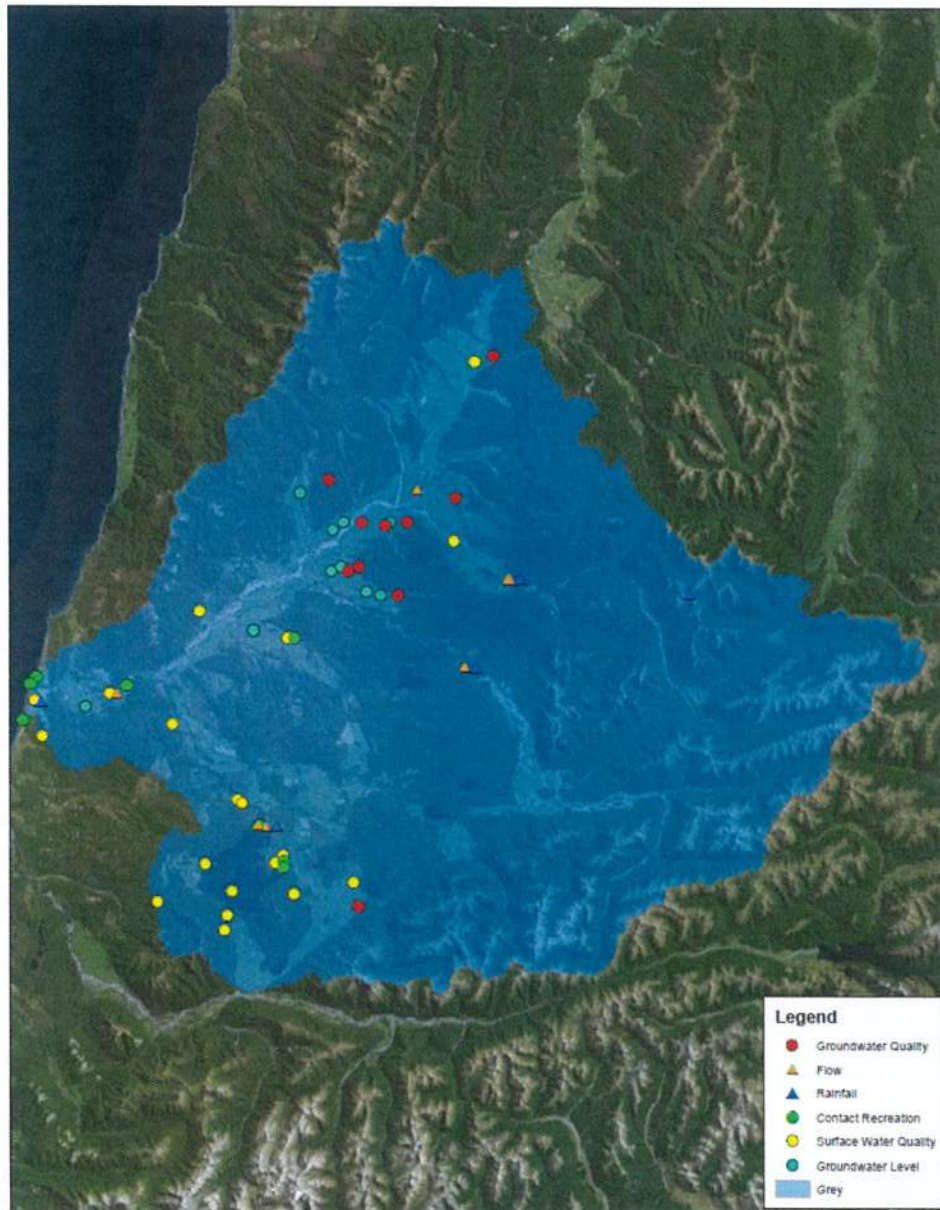 Legend
Groundwater Quality
Flow
Rainfall
Contact Recreation
Surface Water Quality
Groundwater Level
Grey